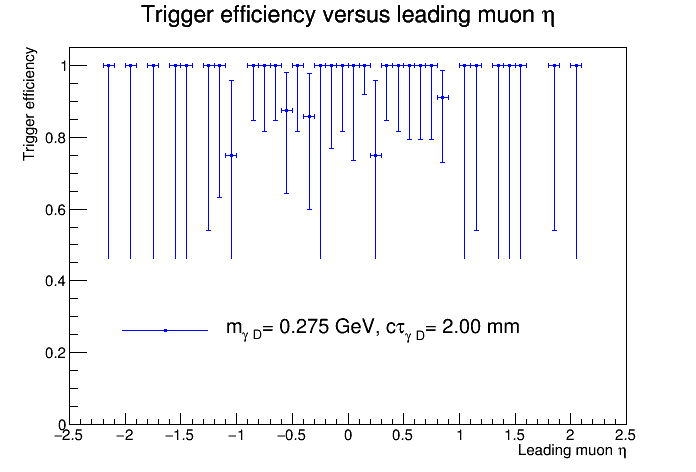 Trigger efficiency versus leading muon η
Trigger efficiency
1
0.8
0.6
0.4
0.2
0
m_γ D= 0.275 GeV, cτ_γ D= 2.00 mm
−2.5 −2 −1.5 −1 −0.5 0 0.5 1 1.5 2 2.5
Leading muon η